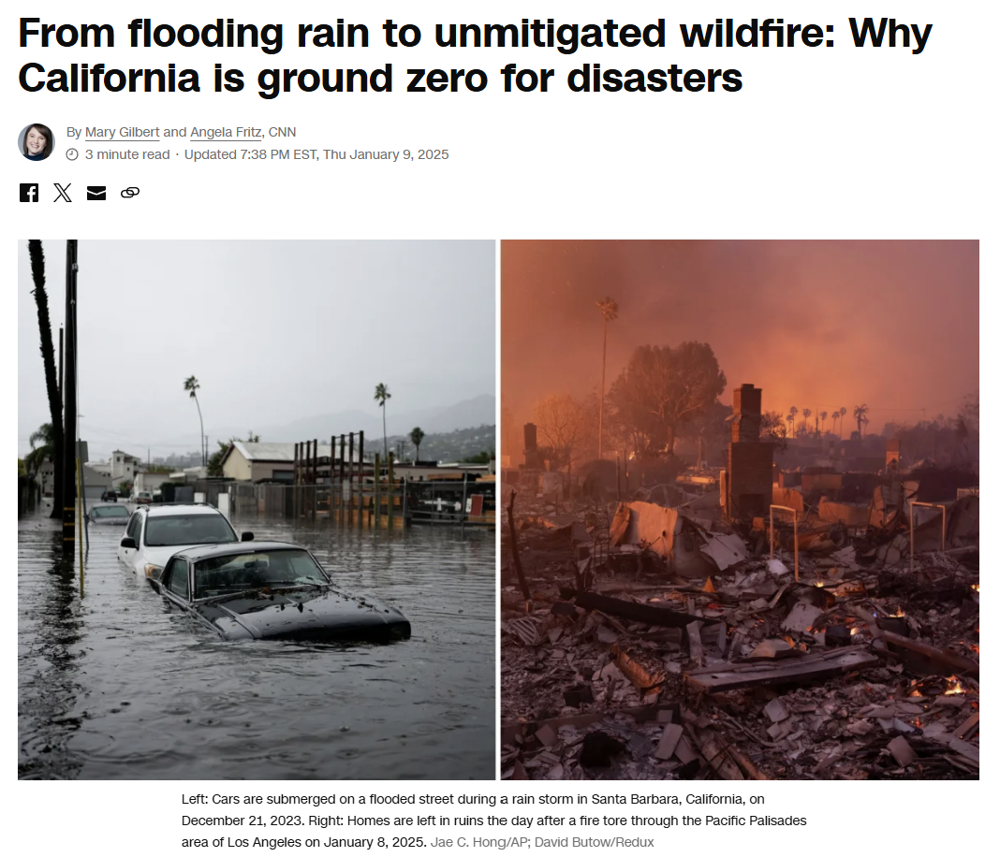 From flooding rain to unmitigated wildfire: Why
California is ground zero for disasters
By Mary Gilbert and Angela Fritz, CNN
3 minute read · Updated 7:38 PM EST, Thu January 9, 2025
Left: Cars are submerged on a flooded street during a rain storm in Santa Barbara, California, on
December 21, 2023. Right: Homes are left in ruins the day after a fire tore through the Pacific Palisades
area of Los Angeles on January 8, 2025. Jae C. Hong/AP; David Butow/Redux